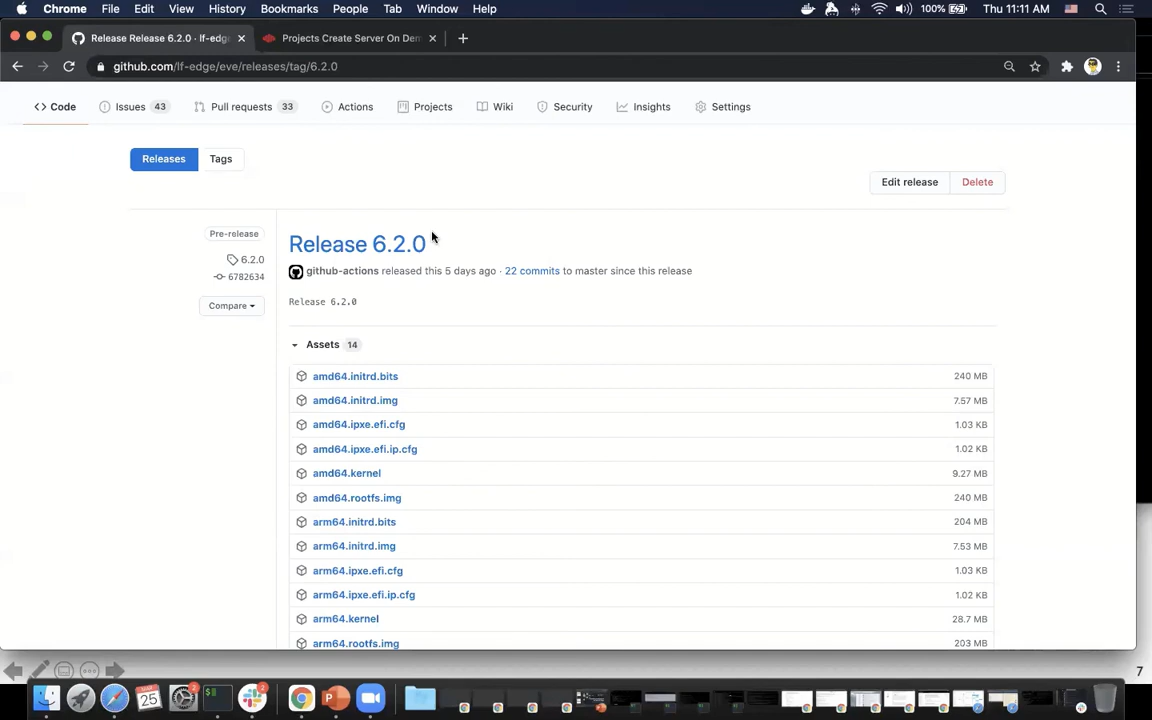 Chrome File Edit View History Bookmarks People Tab Window Help 100% Thu 11:11 AM
Release Release 6.2.0 · lf-edg Projects Create Server On Dem
github.com/lf-edge/eve/releases/tag/6.2.0
Code Issues 43 Pull requests 33 Actions Projects Wiki Security Insights Settings
Releases Tags
Edit release Delete
Pre-release
6.2.0
6782634
Compare
Release 6.2.0
github-actions released this 5 days ago · 22 commits to master since this release
Release 6.2.0
Assets 14
amd64.initrd.bits 240 MB
amd64.initrd.img 7.57 MB
amd64.ipxe.efi.cfg 1.03 KB
amd64.ipxe.efi.ip.cfg 1.02 KB
amd64.kernel 9.27 MB
amd64.rootfs.img 240 MB
arm64.initrd.bits 204 MB
arm64.initrd.img 7.53 MB
arm64.ipxe.efi.cfg 1.03 KB
arm64.ipxe.efi.ip.cfg 1.02 KB
arm64.kernel 28.7 MB
arm64.rootfs.img 203 MB
7
25